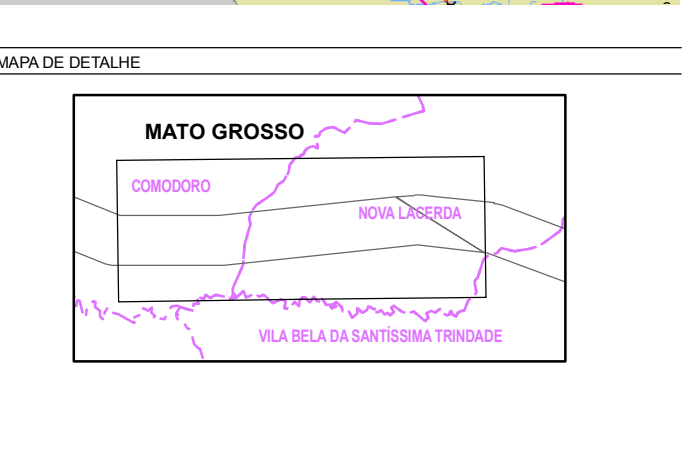 MAPA DE DETALHE
MATO GROSSO
COMODORO
NOVA LACERDA
VILA BELA DA SANTÍSSIMA TRINDADE